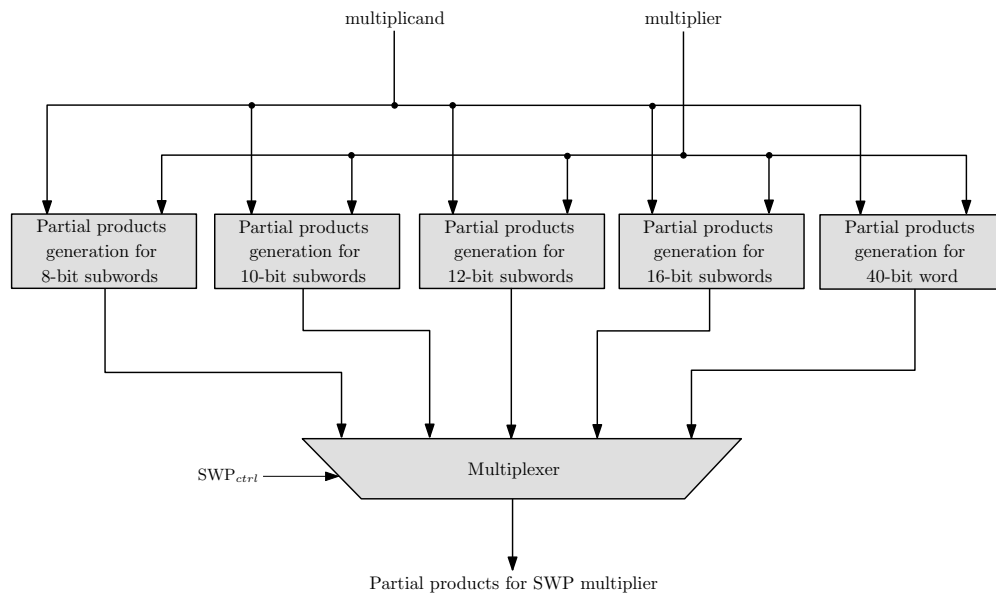 multiplicand
multiplier
Partial products
generation for
8-bit subwords
Partial products
generation for
10-bit subwords
Partial products
generation for
12-bit subwords
Partial products
generation for
16-bit subwords
Partial products
generation for
40-bit word
Multiplexer
SWP_{ctrl}
Partial products for SWP multiplier